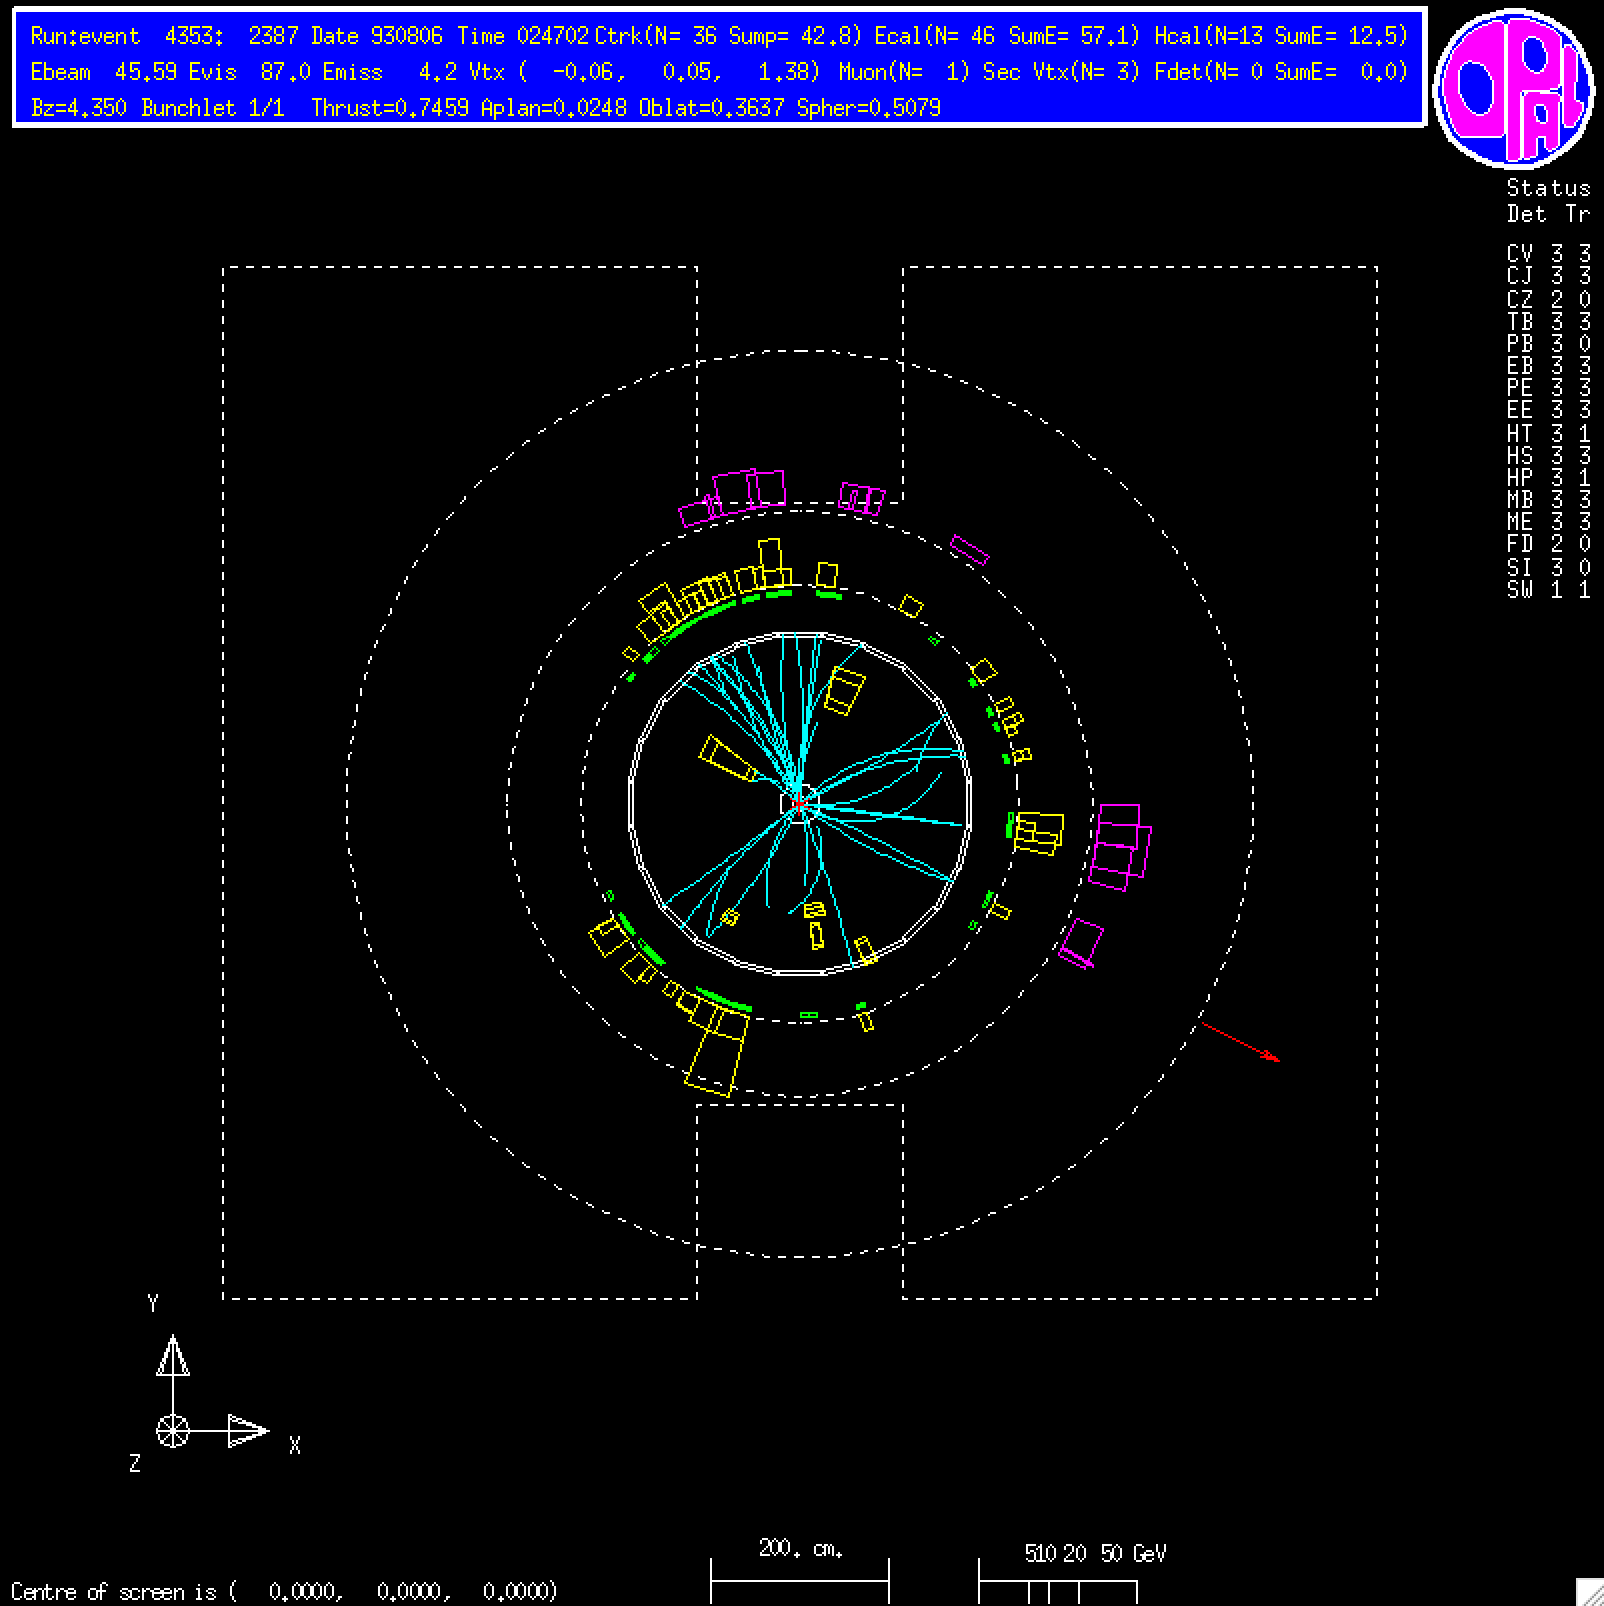 Run:event 4353: 2387 Date 930806 Time 024702 Ctrk(N= 36 Sump= 42.8) Ecal(N= 46 SumE= 57.1) Hcal(N=13 SumE= 12.5)
Ebeam 45.59 Evis 87.0 Emiss 4.2 Vtx ( -0.06, 0.05, 1.38) Muon(N= 1) Sec Vtx(N= 3) Fdet(N= 0 SumE= 0.0)
Bz=4.350 Bunchlet 1/1 Thrust=0.7459 Aplan=0.0248 Oblat=0.3637 Spher=0.5079
OPAL
Status
Det Tr
CV 3 3
CJ 3 3
CZ 2 0
TB 3 3
PB 3 0
EB 3 3
PE 3 3
EE 3 3
HT 3 1
HS 3 3
HP 3 1
MB 3 3
ME 3 3
FD 2 0
SI 3 0
SW 1 1
Y
X
Z
200. cm.
5 10 20 50 GeV
Centre of screen is ( 0.0000, 0.0000, 0.0000)